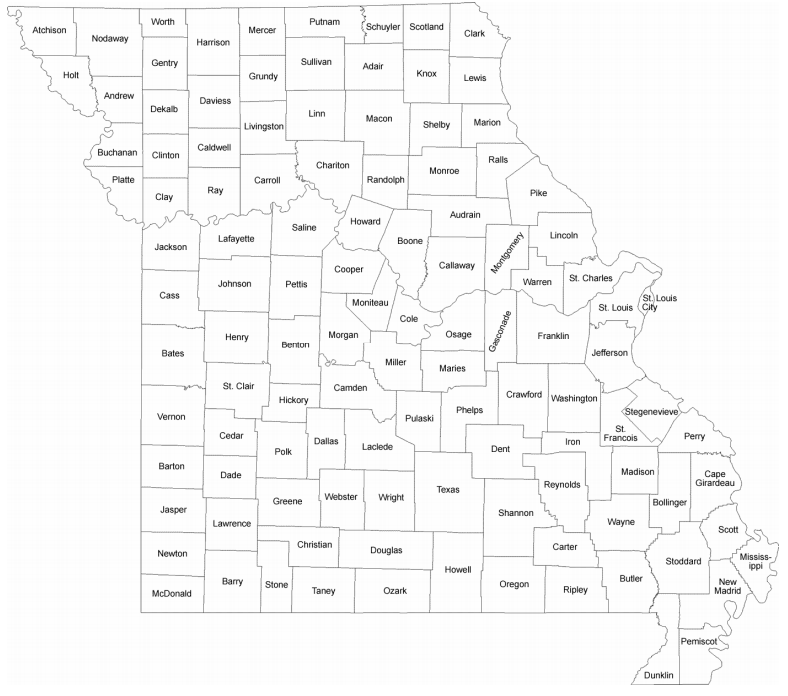 Atchison
Nodaway
Worth
Harrison
Mercer
Putnam
Schuyler
Scotland
Clark
Holt
Gentry
Sullivan
Adair
Knox
Lewis
Grundy
Andrew
Dekalb
Daviess
Livingston
Linn
Macon
Shelby
Marion
Buchanan
Clinton
Caldwell
Chariton
Randolph
Monroe
Ralls
Platte
Clay
Ray
Carroll
Pike
Jackson
Lafayette
Saline
Howard
Boone
Audrain
Callaway
Montgomery
Lincoln
Warren
St. Charles
Cass
Johnson
Pettis
Cooper
Moniteau
Cole
Osage
Gasconade
Franklin
St. Louis
St. Louis
City
Jefferson
Bates
Henry
Benton
Morgan
Miller
Maries
St. Clair
Hickory
Camden
Pulaski
Phelps
Crawford
Washington
Stegenevieve
St.
Francois
Perry
Vernon
Cedar
Polk
Dallas
Laclede
Dent
Iron
Barton
Dade
Greene
Webster
Wright
Texas
Reynolds
Madison
Cape
Girardeau
Bollinger
Jasper
Lawrence
Shannon
Wayne
Scott
Newton
Christian
Douglas
Howell
Carter
Stoddard
Mississ-
ippi
McDonald
Barry
Stone
Taney
Ozark
Oregon
Ripley
Butler
New
Madrid
Pemiscot
Dunklin